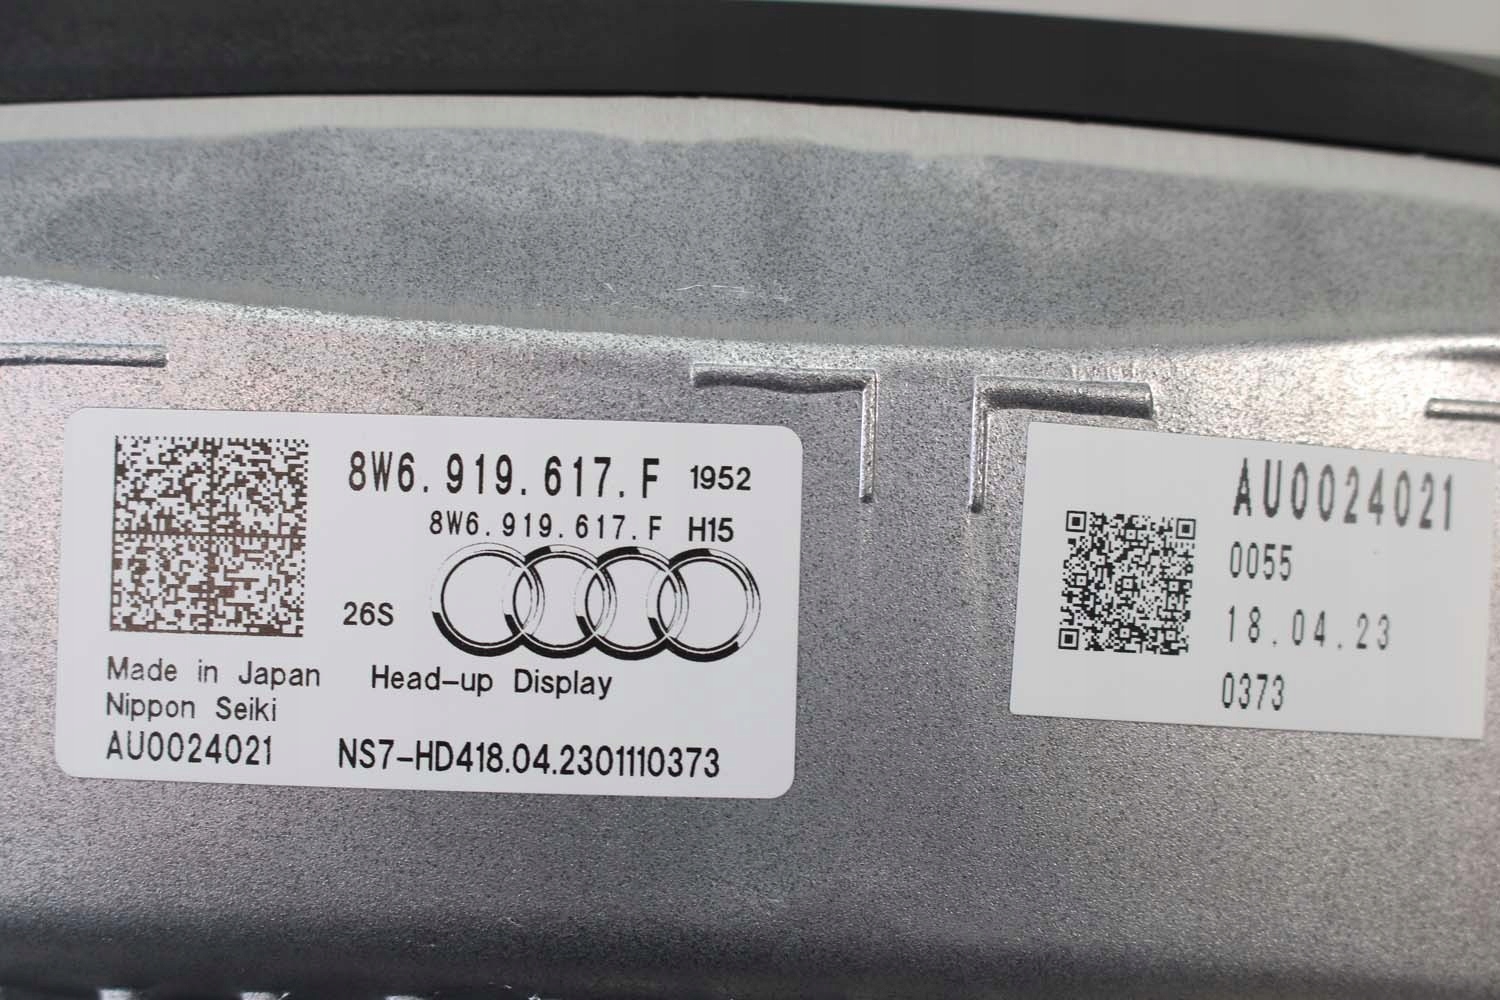 8W6.919.617.F 1952
8W6.919.617.F H15
26S
Made in Japan
Head-up Display
Nippon Seiki
AU0024021
NS7-HD418.04.2301110373
AU0024021
0055
18.04.23
0373